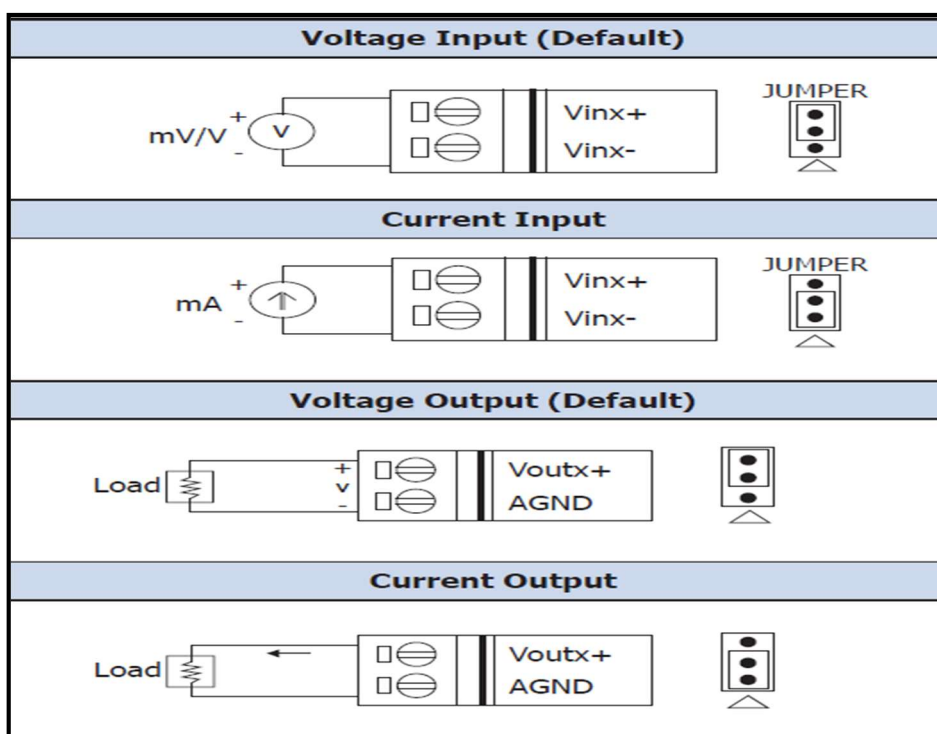 Voltage Input (Default)
JUMPER
+
mV/V
V
-
Vinx+
Vinx-
Current Input
JUMPER
+
mA
-
Vinx+
Vinx-
Voltage Output (Default)
Load
+
v
-
Voutx+
AGND
Current Output
Load
Voutx+
AGND